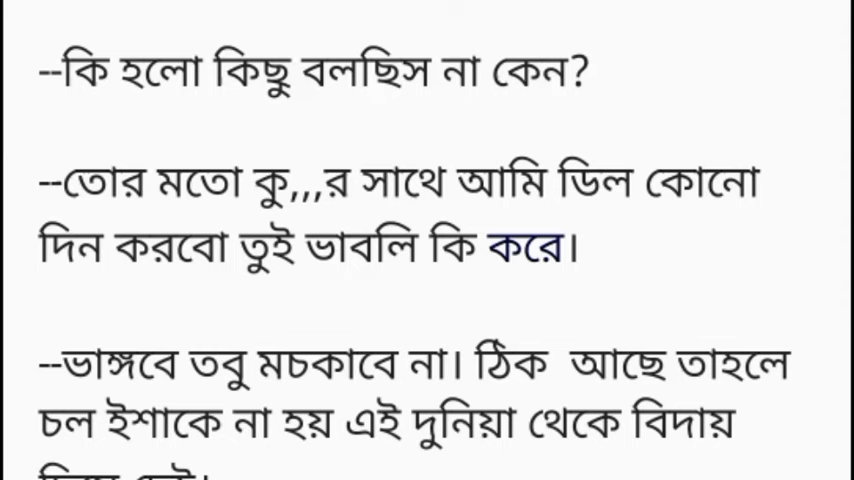 --কি হলো কিছু বলছিস না কেন?
--তোর মতো কু,,,র সাথে আমি ডিল কোনো
দিন করবো তুই ভাবলি কি করে।
--ভাঙ্গবে তবু মচকাবে না। ঠিক  আছে তাহলে
চল ইশাকে না হয় এই দুনিয়া থেকে বিদায়